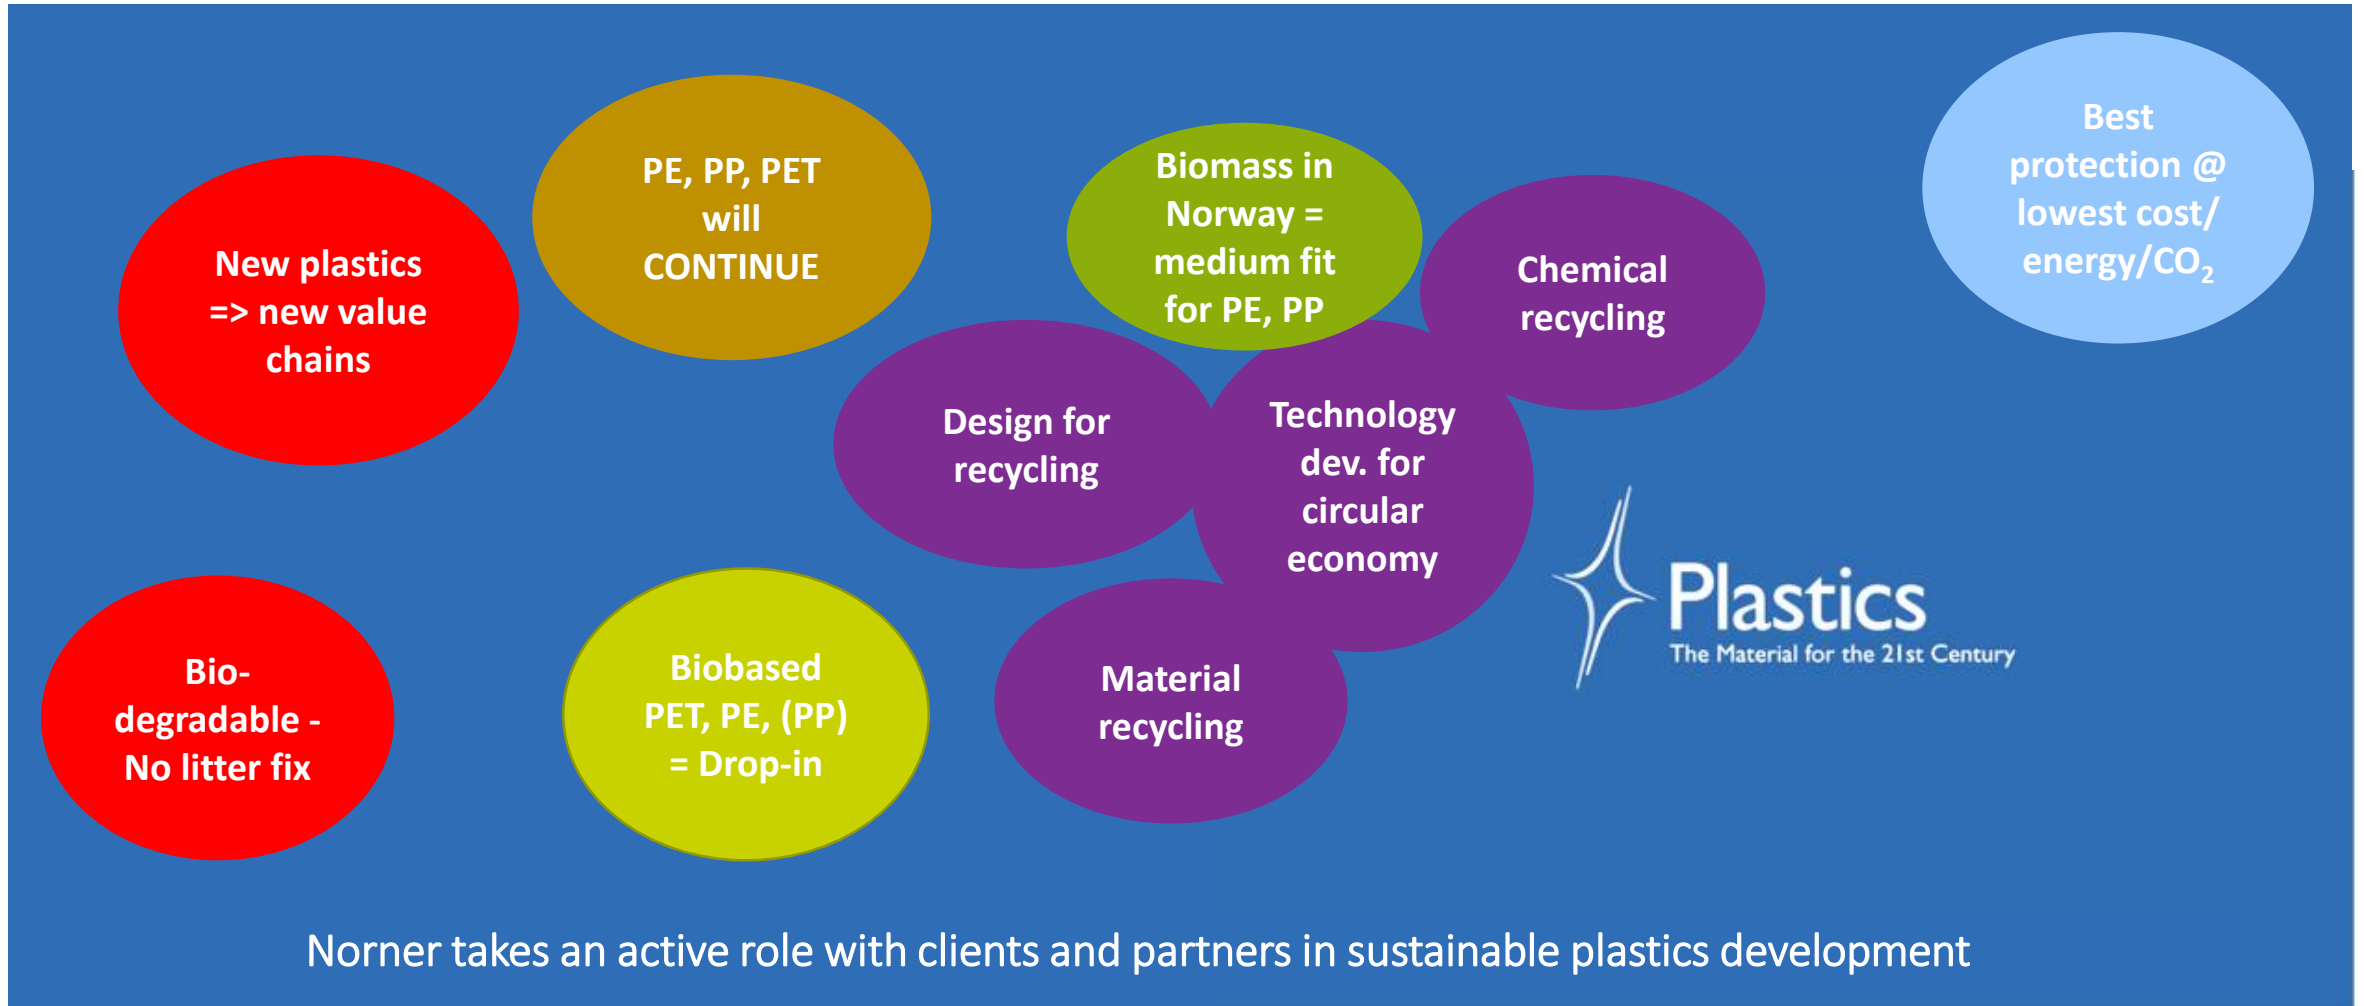 New plastics
=> new value
chains
PE, PP, PET
will
CONTINUE
Biomass in
Norway =
medium fit
for PE, PP
Chemical
recycling
Best
protection @
lowest cost/
energy/CO₂
Design for
recycling
Technology
dev. for
circular
economy
Plastics
The Material for the 21st Century
Bio-
degradable -
No litter fix
Biobased
PET, PE, (PP)
= Drop-in
Material
recycling
Norner takes an active role with clients and partners in sustainable plastics development